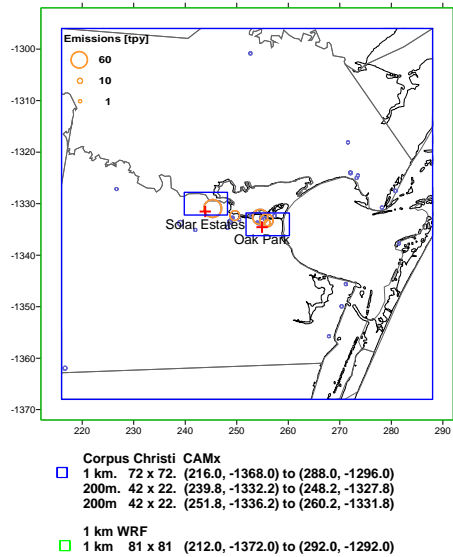 Emissions [tpy]
60
10
1
-1300
-1310
-1320
-1330
-1340
-1350
-1360
-1370
Solar Estates
Oak Park
220 230 240 250 260 270 280 290
Corpus Christi CAMx
1 km. 72 x 72. (216.0, -1368.0) to (288.0, -1296.0)
200m. 42 x 22. (239.8, -1332.2) to (248.2, -1327.8)
200m 42 x 22. (251.8, -1336.2) to (260.2, -1331.8)
1 km WRF
1 km 81 x 81 (212.0, -1372.0) to (292.0, -1292.0)